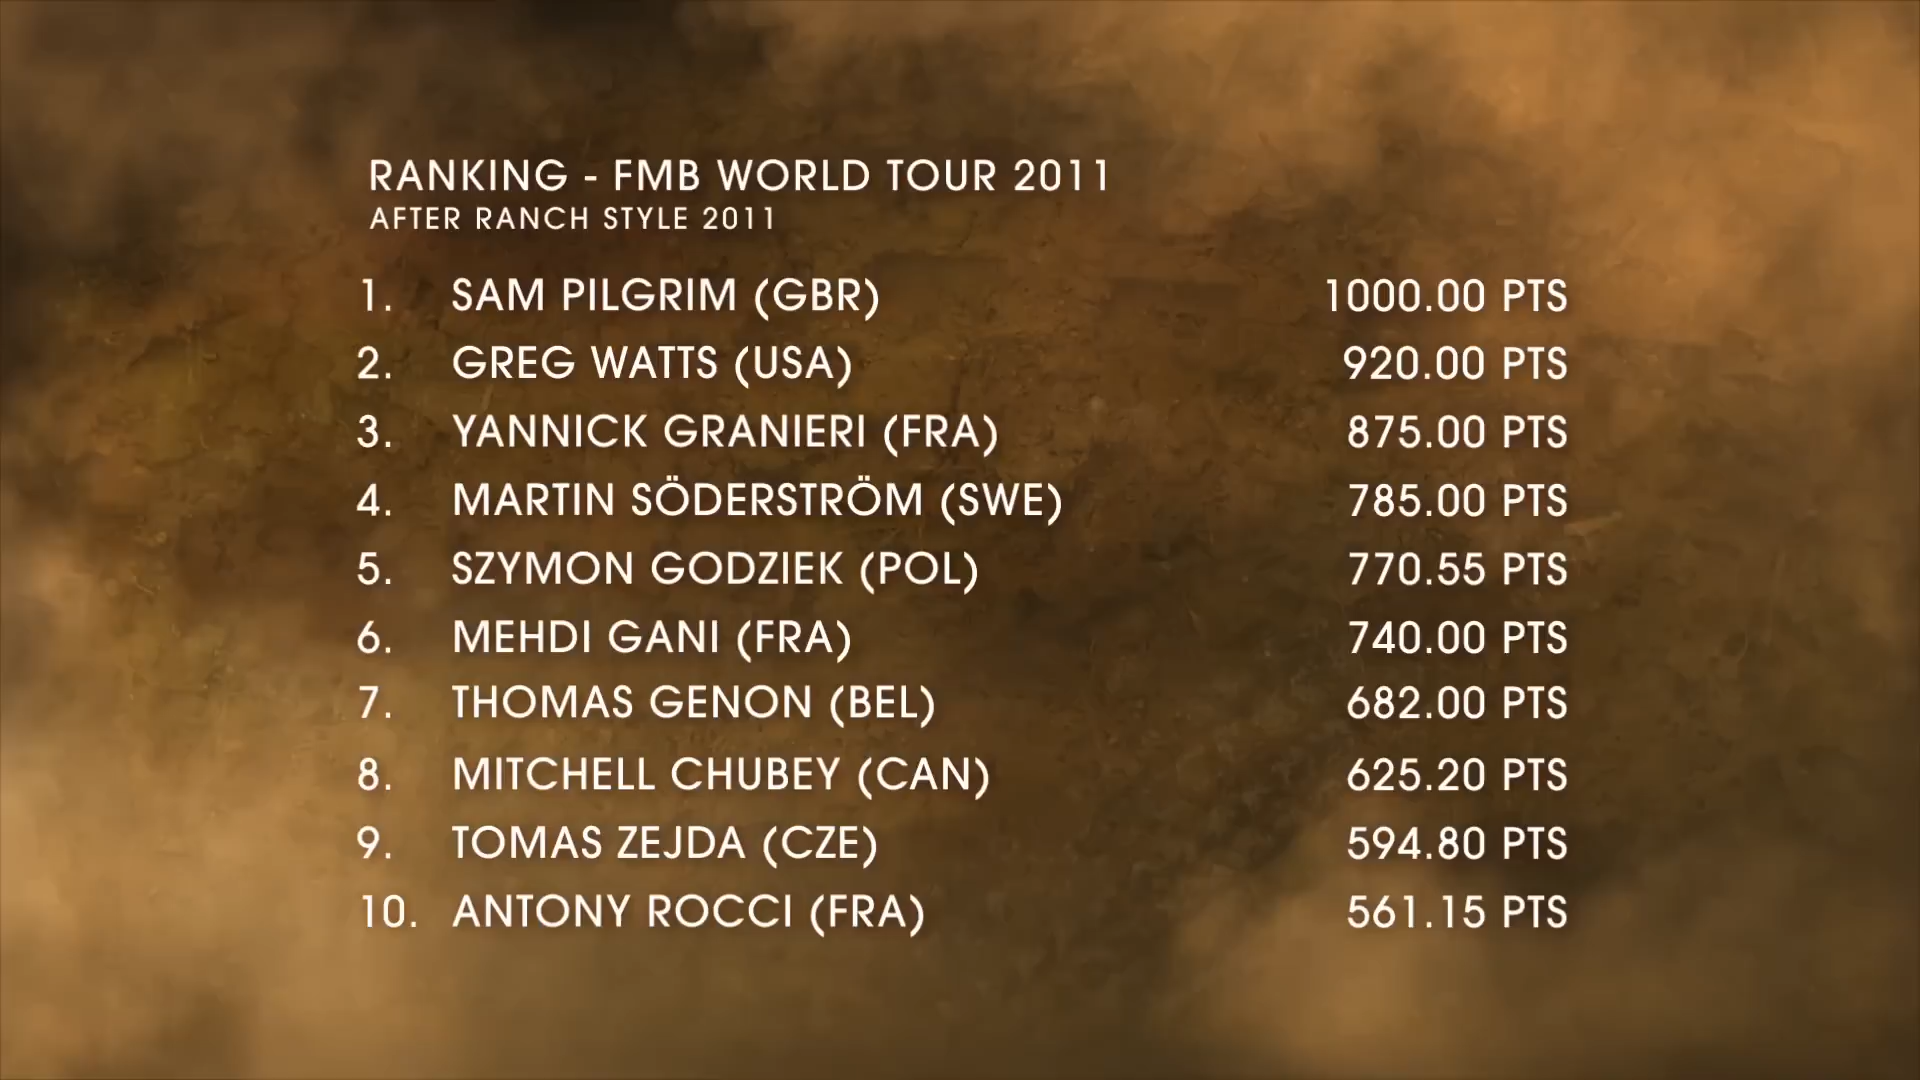 RANKING - FMB WORLD TOUR 2011
AFTER RANCH STYLE 2011
1. SAM PILGRIM (GBR) 1000.00 PTS
2. GREG WATTS (USA) 920.00 PTS
3. YANNICK GRANIERI (FRA) 875.00 PTS
4. MARTIN SÖDERSTRÖM (SWE) 785.00 PTS
5. SZYMON GODZIEK (POL) 770.55 PTS
6. MEHDI GANI (FRA) 740.00 PTS
7. THOMAS GENON (BEL) 682.00 PTS
8. MITCHELL CHUBEY (CAN) 625.20 PTS
9. TOMAS ZEJDA (CZE) 594.80 PTS
10. ANTONY ROCCI (FRA) 561.15 PTS